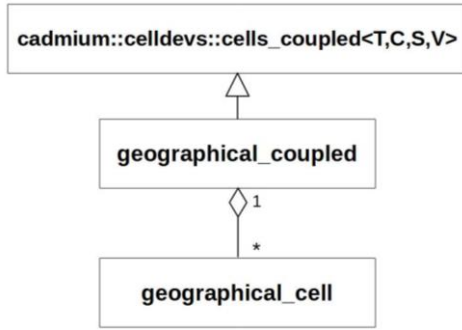 cadmium::celldevs::cells_coupled<T,C,S,V>
geographical_coupled
1
*
geographical_cell